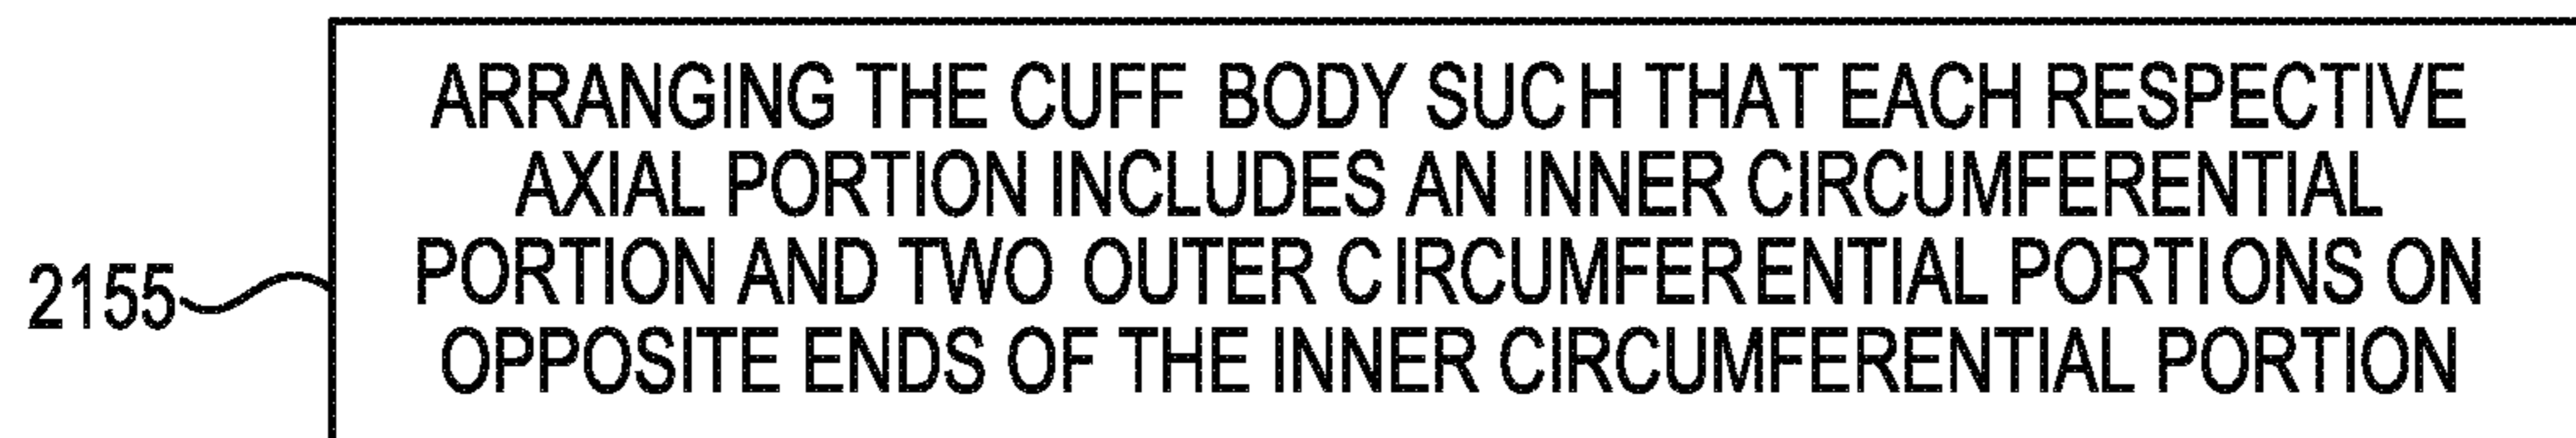 ARRANGING THE CUFF BODY SUCH THAT EACH RESPECTIVE
AXIAL PORTION INCLUDES AN INNER CIRCUMFERENTIAL
PORTION AND TWO OUTER CIRCUMFERENTIAL PORTIONS ON
OPPOSITE ENDS OF THE INNER CIRCUMFERENTIAL PORTION
2155